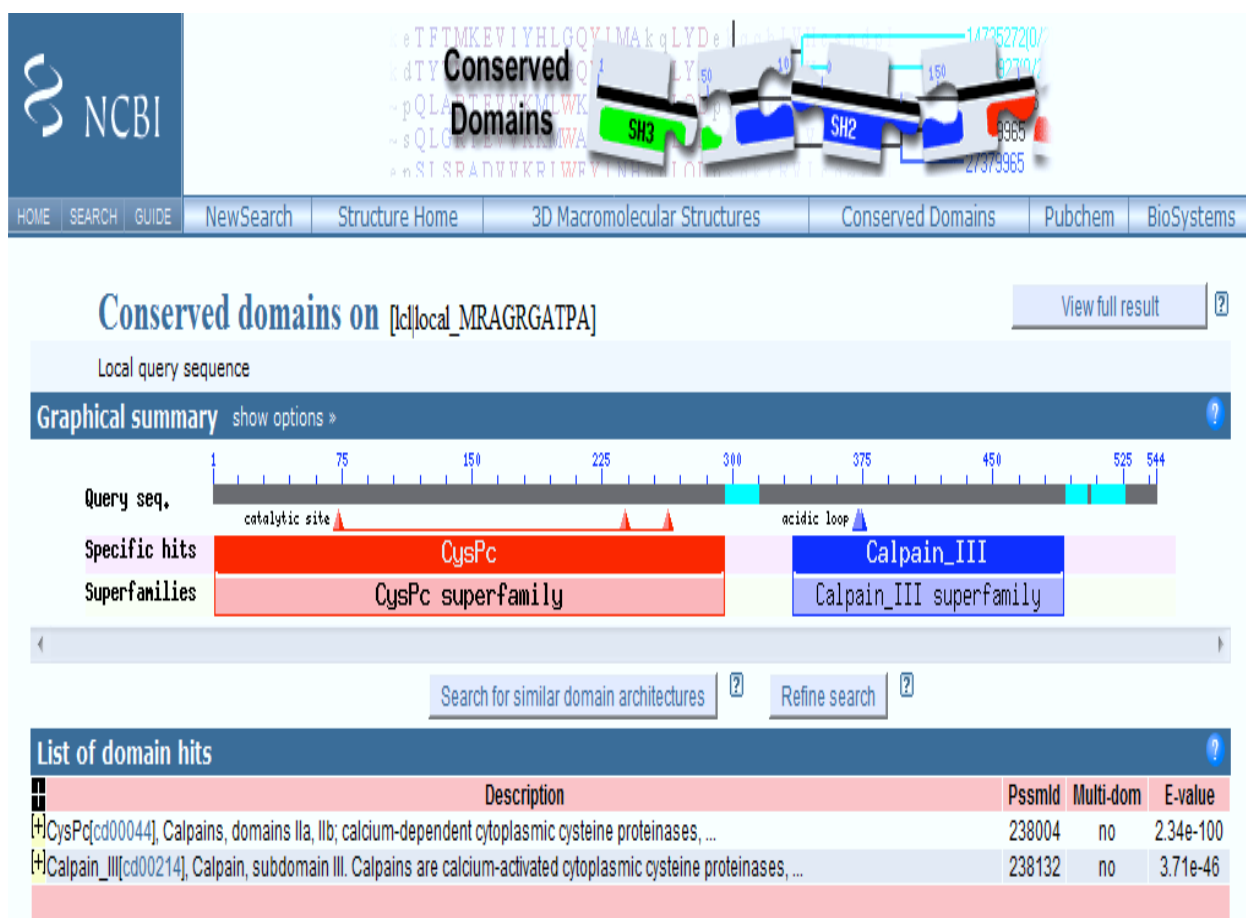 NCBI
Conserved
Domains
SH3
SH2
HOME SEARCH GUIDE NewSearch Structure Home 3D Macromolecular Structures Conserved Domains Pubchem BioSystems
Conserved domains on [lcl|local_MRAGRGATPA]
View full result ?
Local query sequence
Graphical summary show options » ?
1 75 150 225 300 375 450 525 544
Query seq.
catalytic site acidic loop
Specific hits CysPc Calpain_III
Superfamilies CysPc superfamily Calpain_III superfamily
Search for similar domain architectures ? Refine search ?
List of domain hits ?
Description PssmId Multi-dom E-value
[+]CysPc[cd00044], Calpains, domains IIa, IIb; calcium-dependent cytoplasmic cysteine proteinases, ... 238004 no 2.34e-100
[+]Calpain_III[cd00214], Calpain, subdomain III. Calpains are calcium-activated cytoplasmic cysteine proteinases, ... 238132 no 3.71e-46